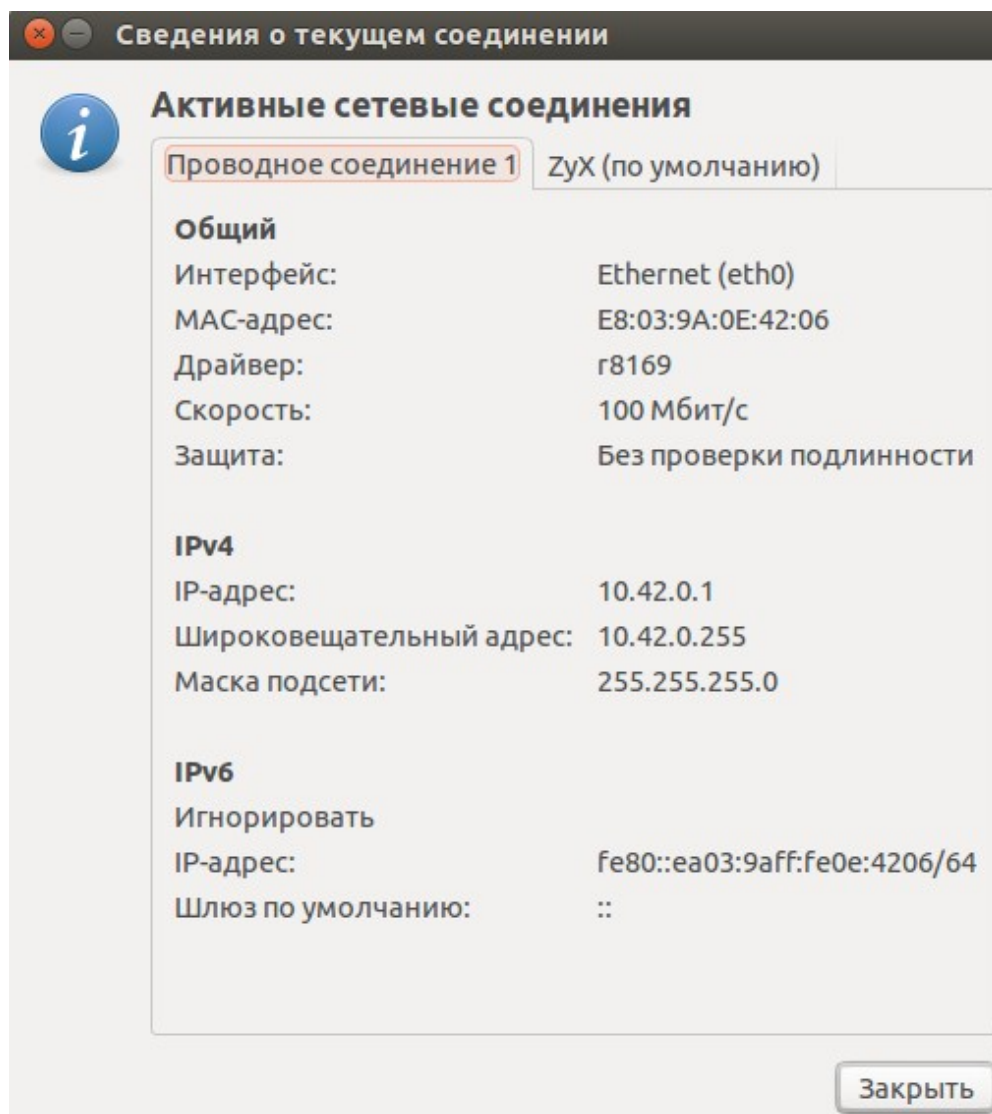 Сведения о текущем соединении
Активные сетевые соединения
Проводное соединение 1 ZyX (по умолчанию)
Общий
Интерфейс: Ethernet (eth0)
MAC-адрес: E8:03:9A:0E:42:06
Драйвер: r8169
Скорость: 100 Мбит/с
Защита: Без проверки подлинности
IPv4
IP-адрес: 10.42.0.1
Широковещательный адрес: 10.42.0.255
Маска подсети: 255.255.255.0
IPv6
Игнорировать
IP-адрес: fe80::ea03:9aff:fe0e:4206/64
Шлюз по умолчанию: ::
Закрыть